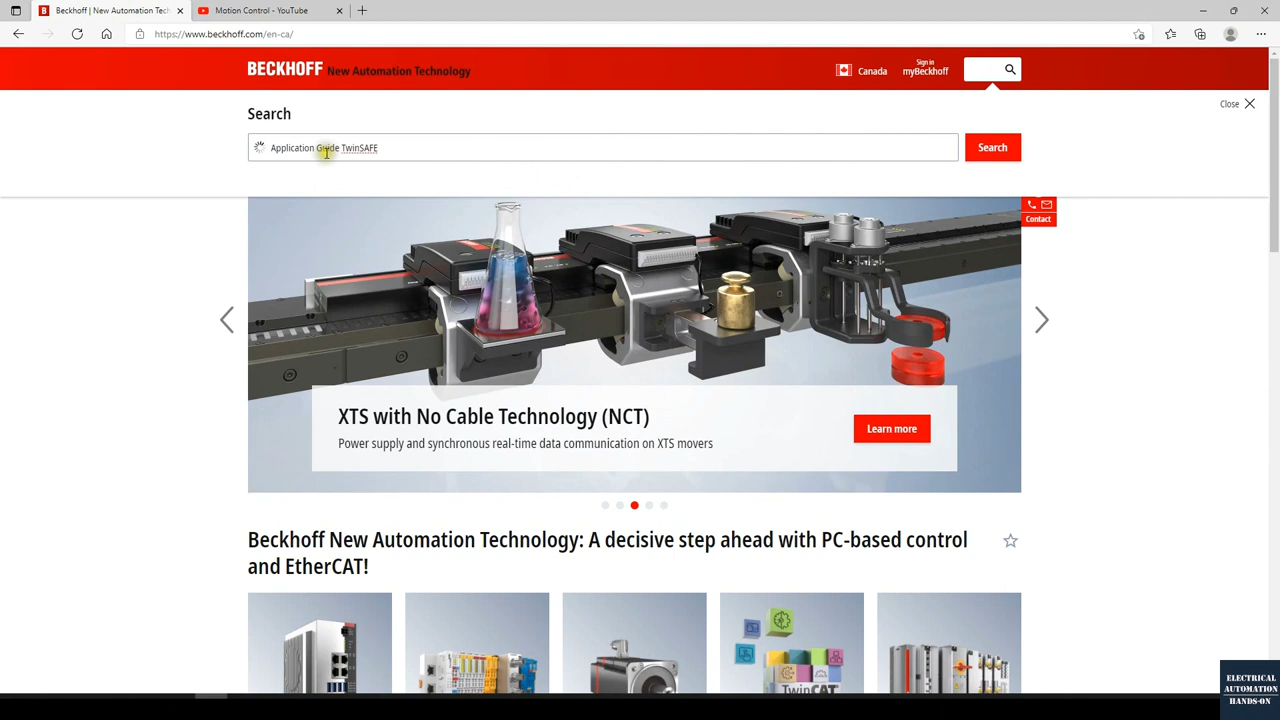 Beckhoff | New Automation Tech
Motion Control - YouTube
https://www.beckhoff.com/en-ca/
BECKHOFF New Automation Technology
Canada
Sign in
myBeckhoff
Search
Close
Application Guide TwinSAFE
Search
Contact
XTS with No Cable Technology (NCT)
Power supply and synchronous real-time data communication on XTS movers
Learn more
Beckhoff New Automation Technology: A decisive step ahead with PC-based control
and EtherCAT!
TwinCAT
ELECTRICAL
AUTOMATION
HANDS-ON